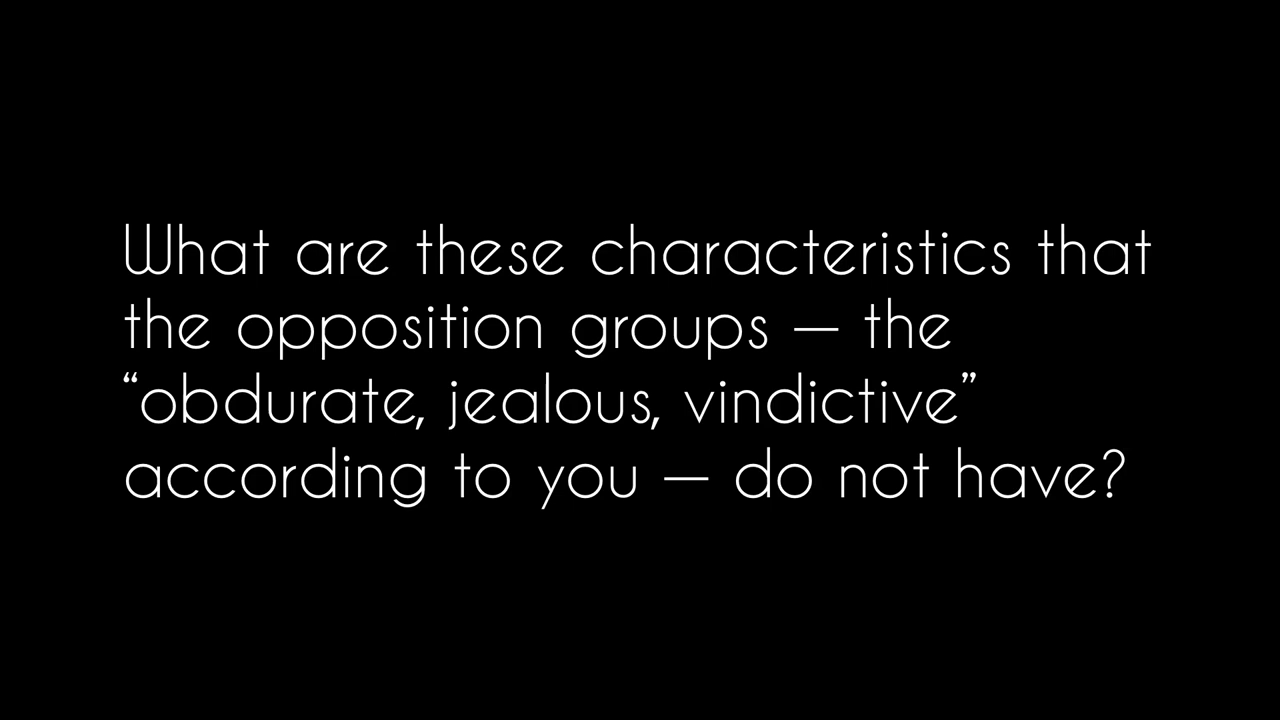 What are these characteristics that
the opposition groups — the
“obdurate, jealous, vindictive”
according to you — do not have?